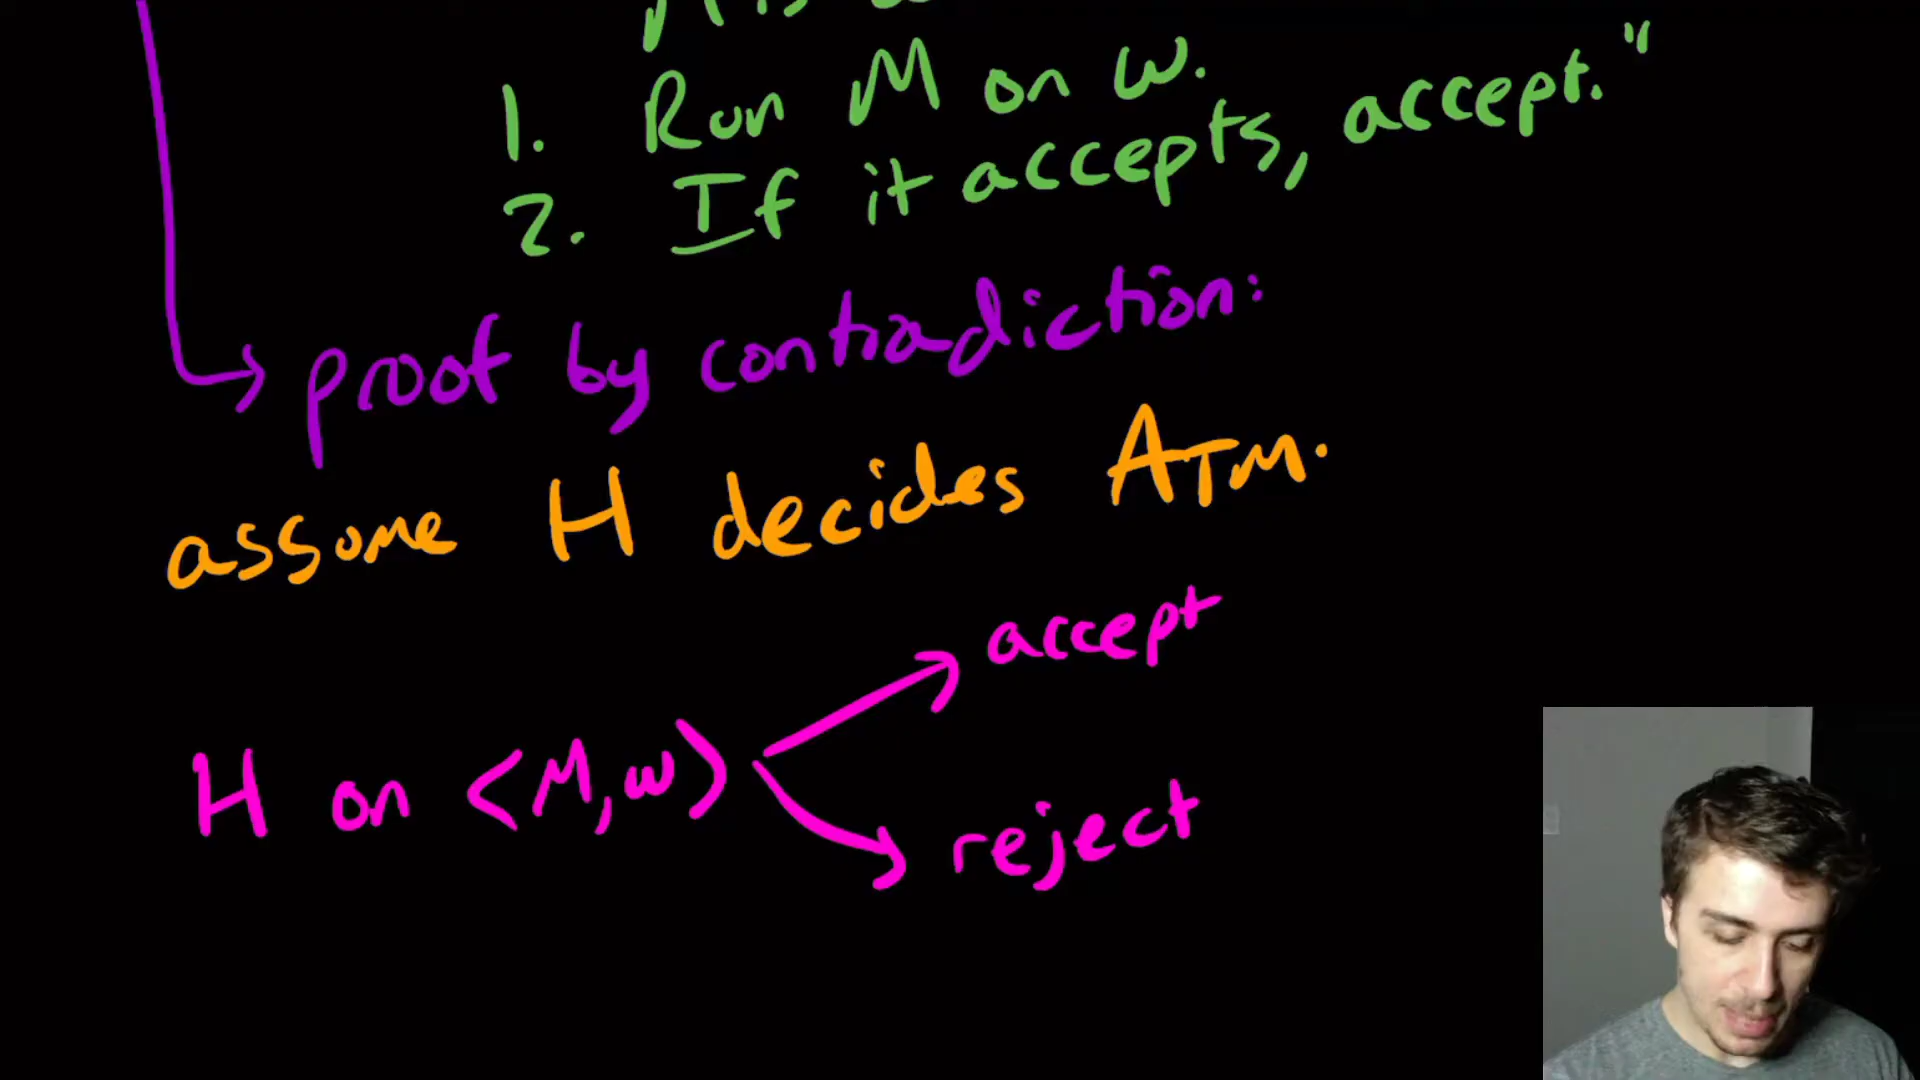 1. Run M on w.
2. If it accepts, accept."
proof by contradiction:
assume H decides ATM.
accept
H on <M,w>
reject